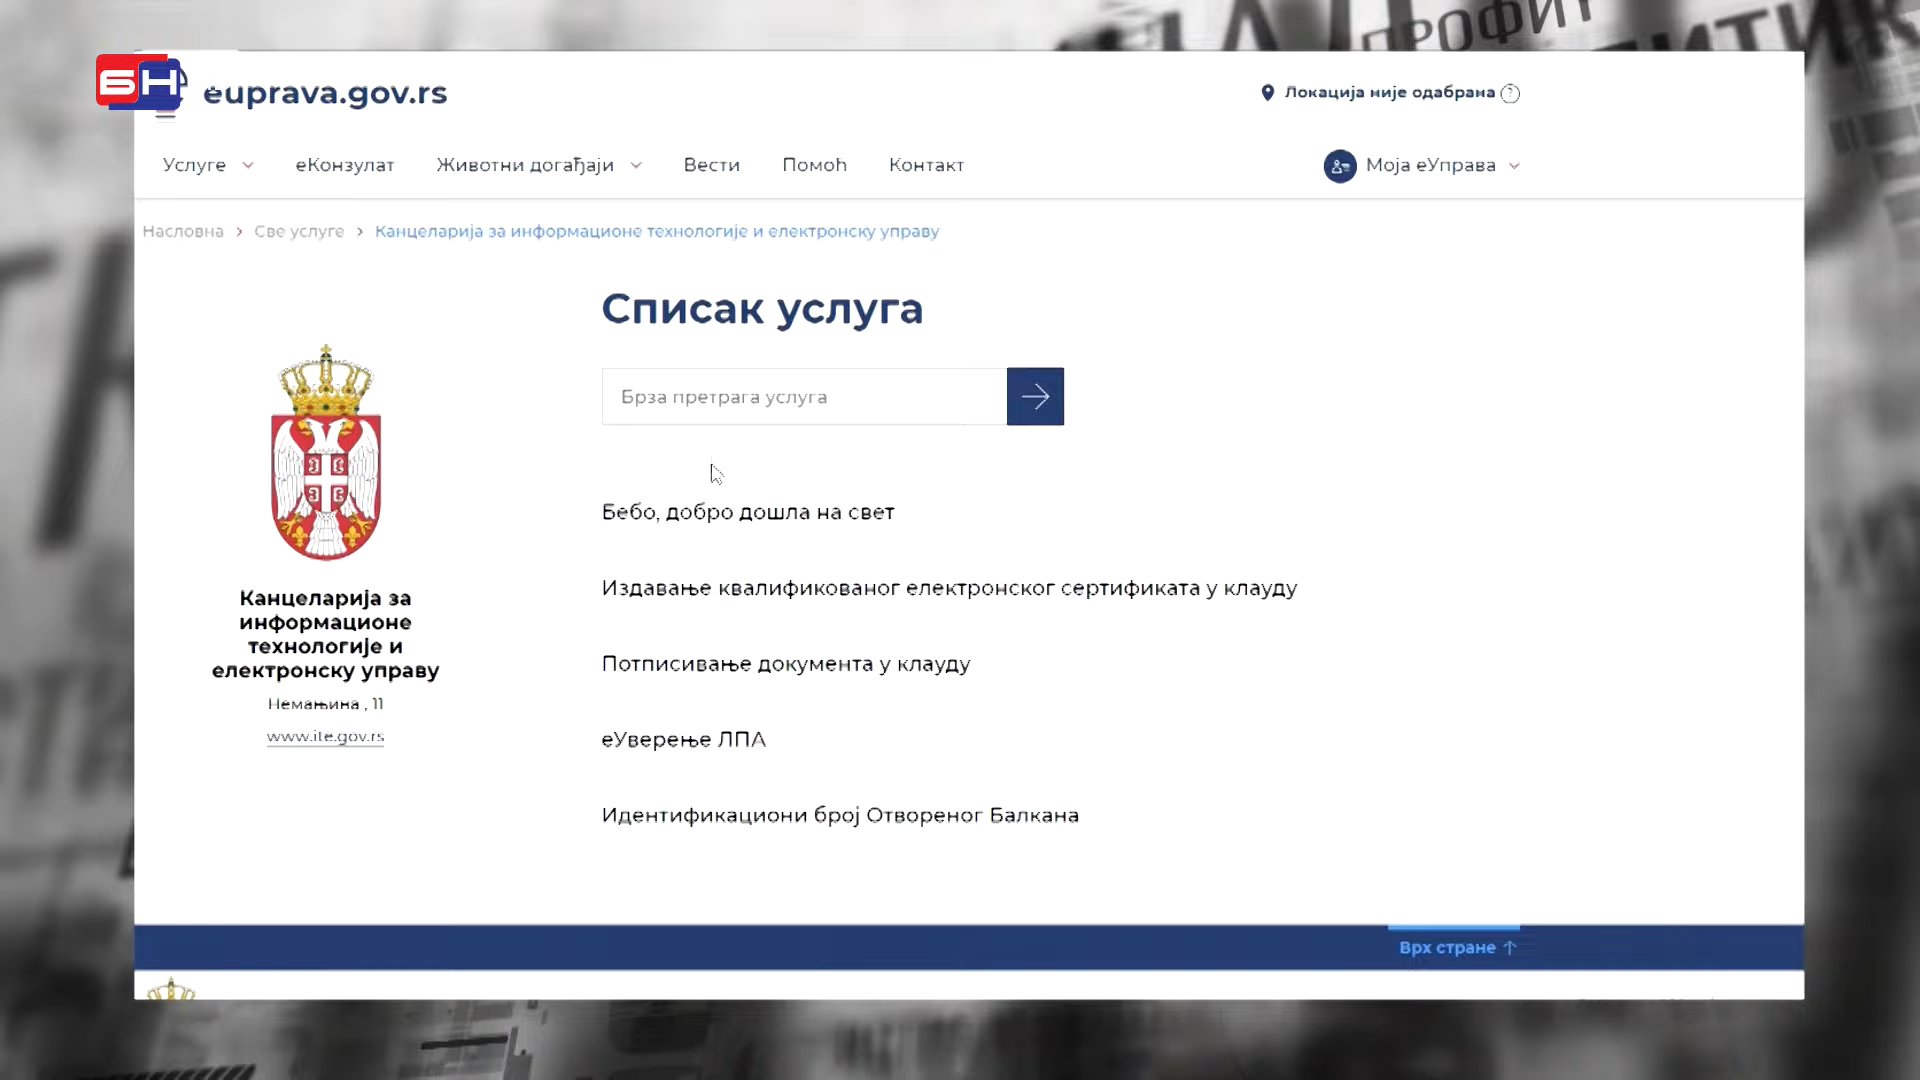 ПРОФИТ
БН
euprava.gov.rs
Локација није одабрана
Услуге
еКонзулат
Животни догађаји
Вести
Помоћ
Контакт
Моја еУправа
Насловна > Све услуге > Канцеларија за информационе технологије и електронску управу
Списак услуга
Брза претрага услуга
Бебо, добро дошла на свет
Издавање квалификованог електронског сертификата у клауду
Потписивање документа у клауду
еУверење ЛПА
Идентификациони број Отвореног Балкана
Канцеларија за
информационе
технологије и
електронску управу
Немањина , 11
www.ite.gov.rs
Врх стране